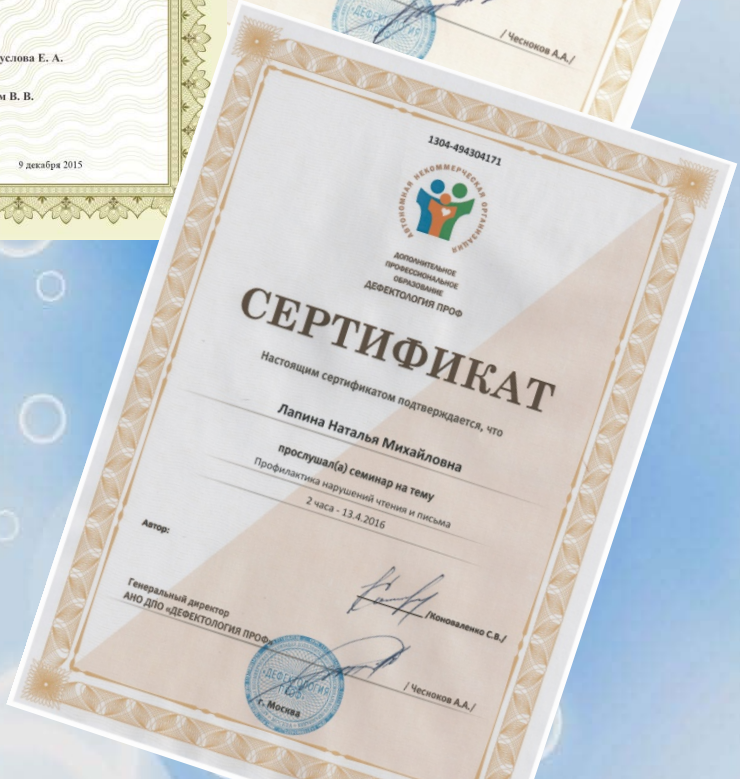 услова Е. А.
м В. В.
9 декабря 2015
/ Чесноков А.А./
1304-494304171
АВТОНОМНАЯ НЕКОММЕРЧЕСКАЯ ОРГАНИЗАЦИЯ
ДОПОЛНИТЕЛЬНОЕ
ПРОФЕССИОНАЛЬНОЕ
ОБРАЗОВАНИЕ
ДЕФЕКТОЛОГИЯ ПРОФ
СЕРТИФИКАТ
Настоящим сертификатом подтверждается, что
Лапина Наталья Михайловна
прослушал(а) семинар на тему
Профилактика нарушений чтения и письма
2 часа - 13.4.2016
Автор:
/Коноваленко С.В./
Генеральный директор
АНО ДПО «ДЕФЕКТОЛОГИЯ ПРОФ»
/ Чесноков А.А./
«ДЕФЕКТОЛОГИЯ
ПРОФ»
г. Москва